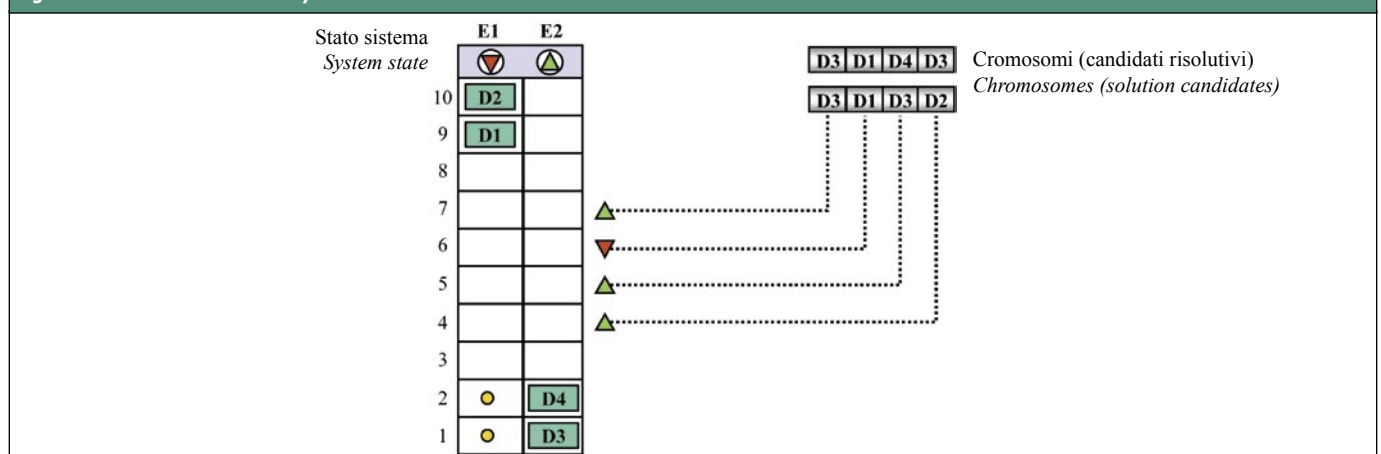 Stato sistema
System state
E1 E2
10 D2
9 D1
8
7
6
5
4
3
2 D4
1 D3
D3 D1 D4 D3
D3 D1 D3 D2
Cromosomi (candidati risolutivi)
Chromosomes (solution candidates)